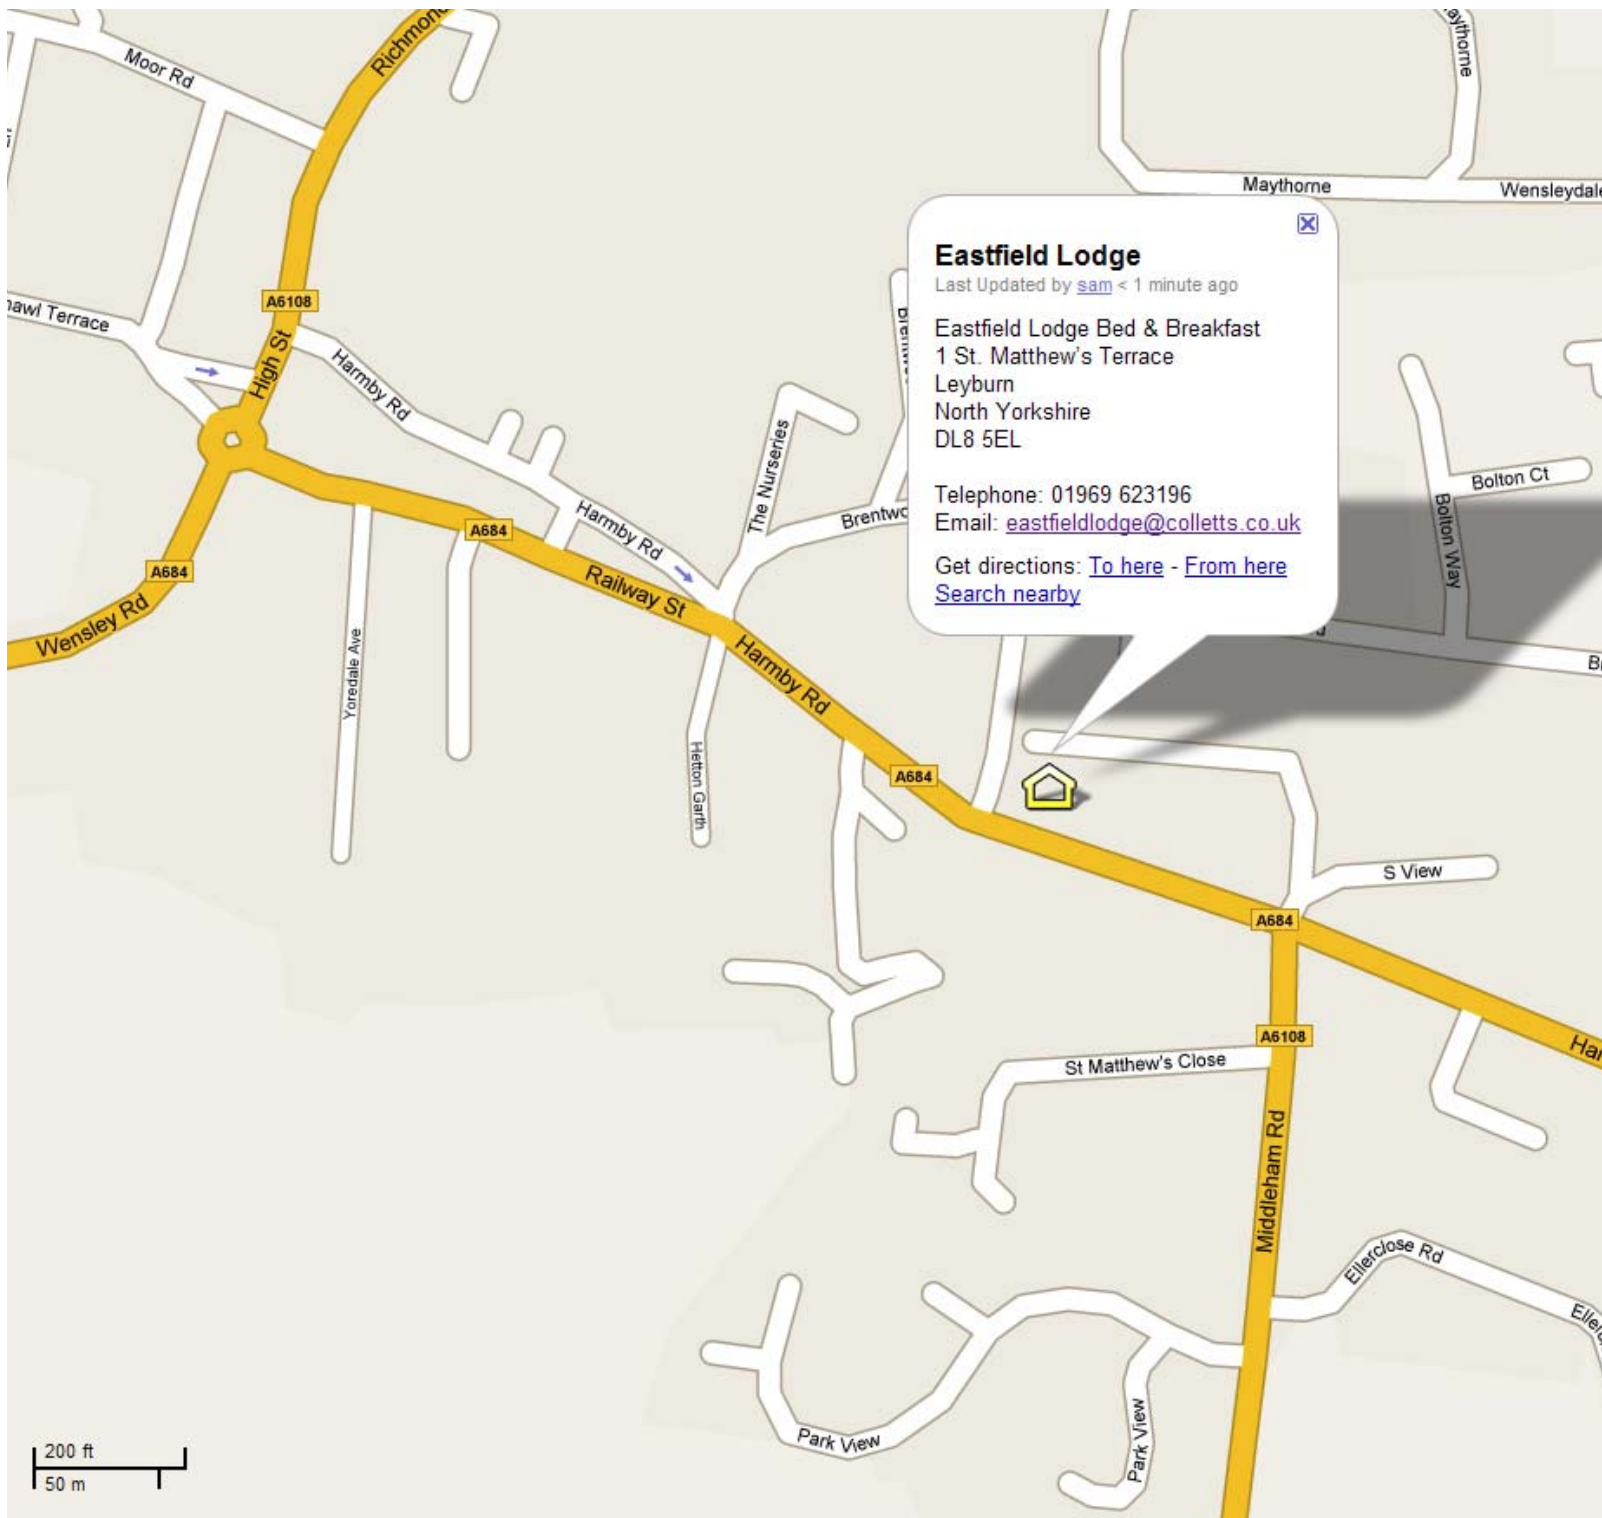 Richmond
Moor Rd
Maythorne
Wensleydale
Eastfield Lodge
Last Updated by sam < 1 minute ago
Eastfield Lodge Bed & Breakfast
1 St. Matthew's Terrace
Leyburn
North Yorkshire
DL8 5EL
Telephone: 01969 623196
Email: eastfieldlodge@colletts.co.uk
Get directions: To here - From here
Search nearby
A6108
hawl Terrace
High St
Harmby Rd
The Nurseries
Brentwo
Bolton Ct
Bolton Way
A684
Harmby Rd
A684
Railway St
Wensley Rd
Yoredale Ave
Harmby Rd
Hetton Garth
A684
S View
A684
A6108
Har
St Matthew's Close
Middleham Rd
Ellerclose Rd
Park View
Park View
200 ft
50 m